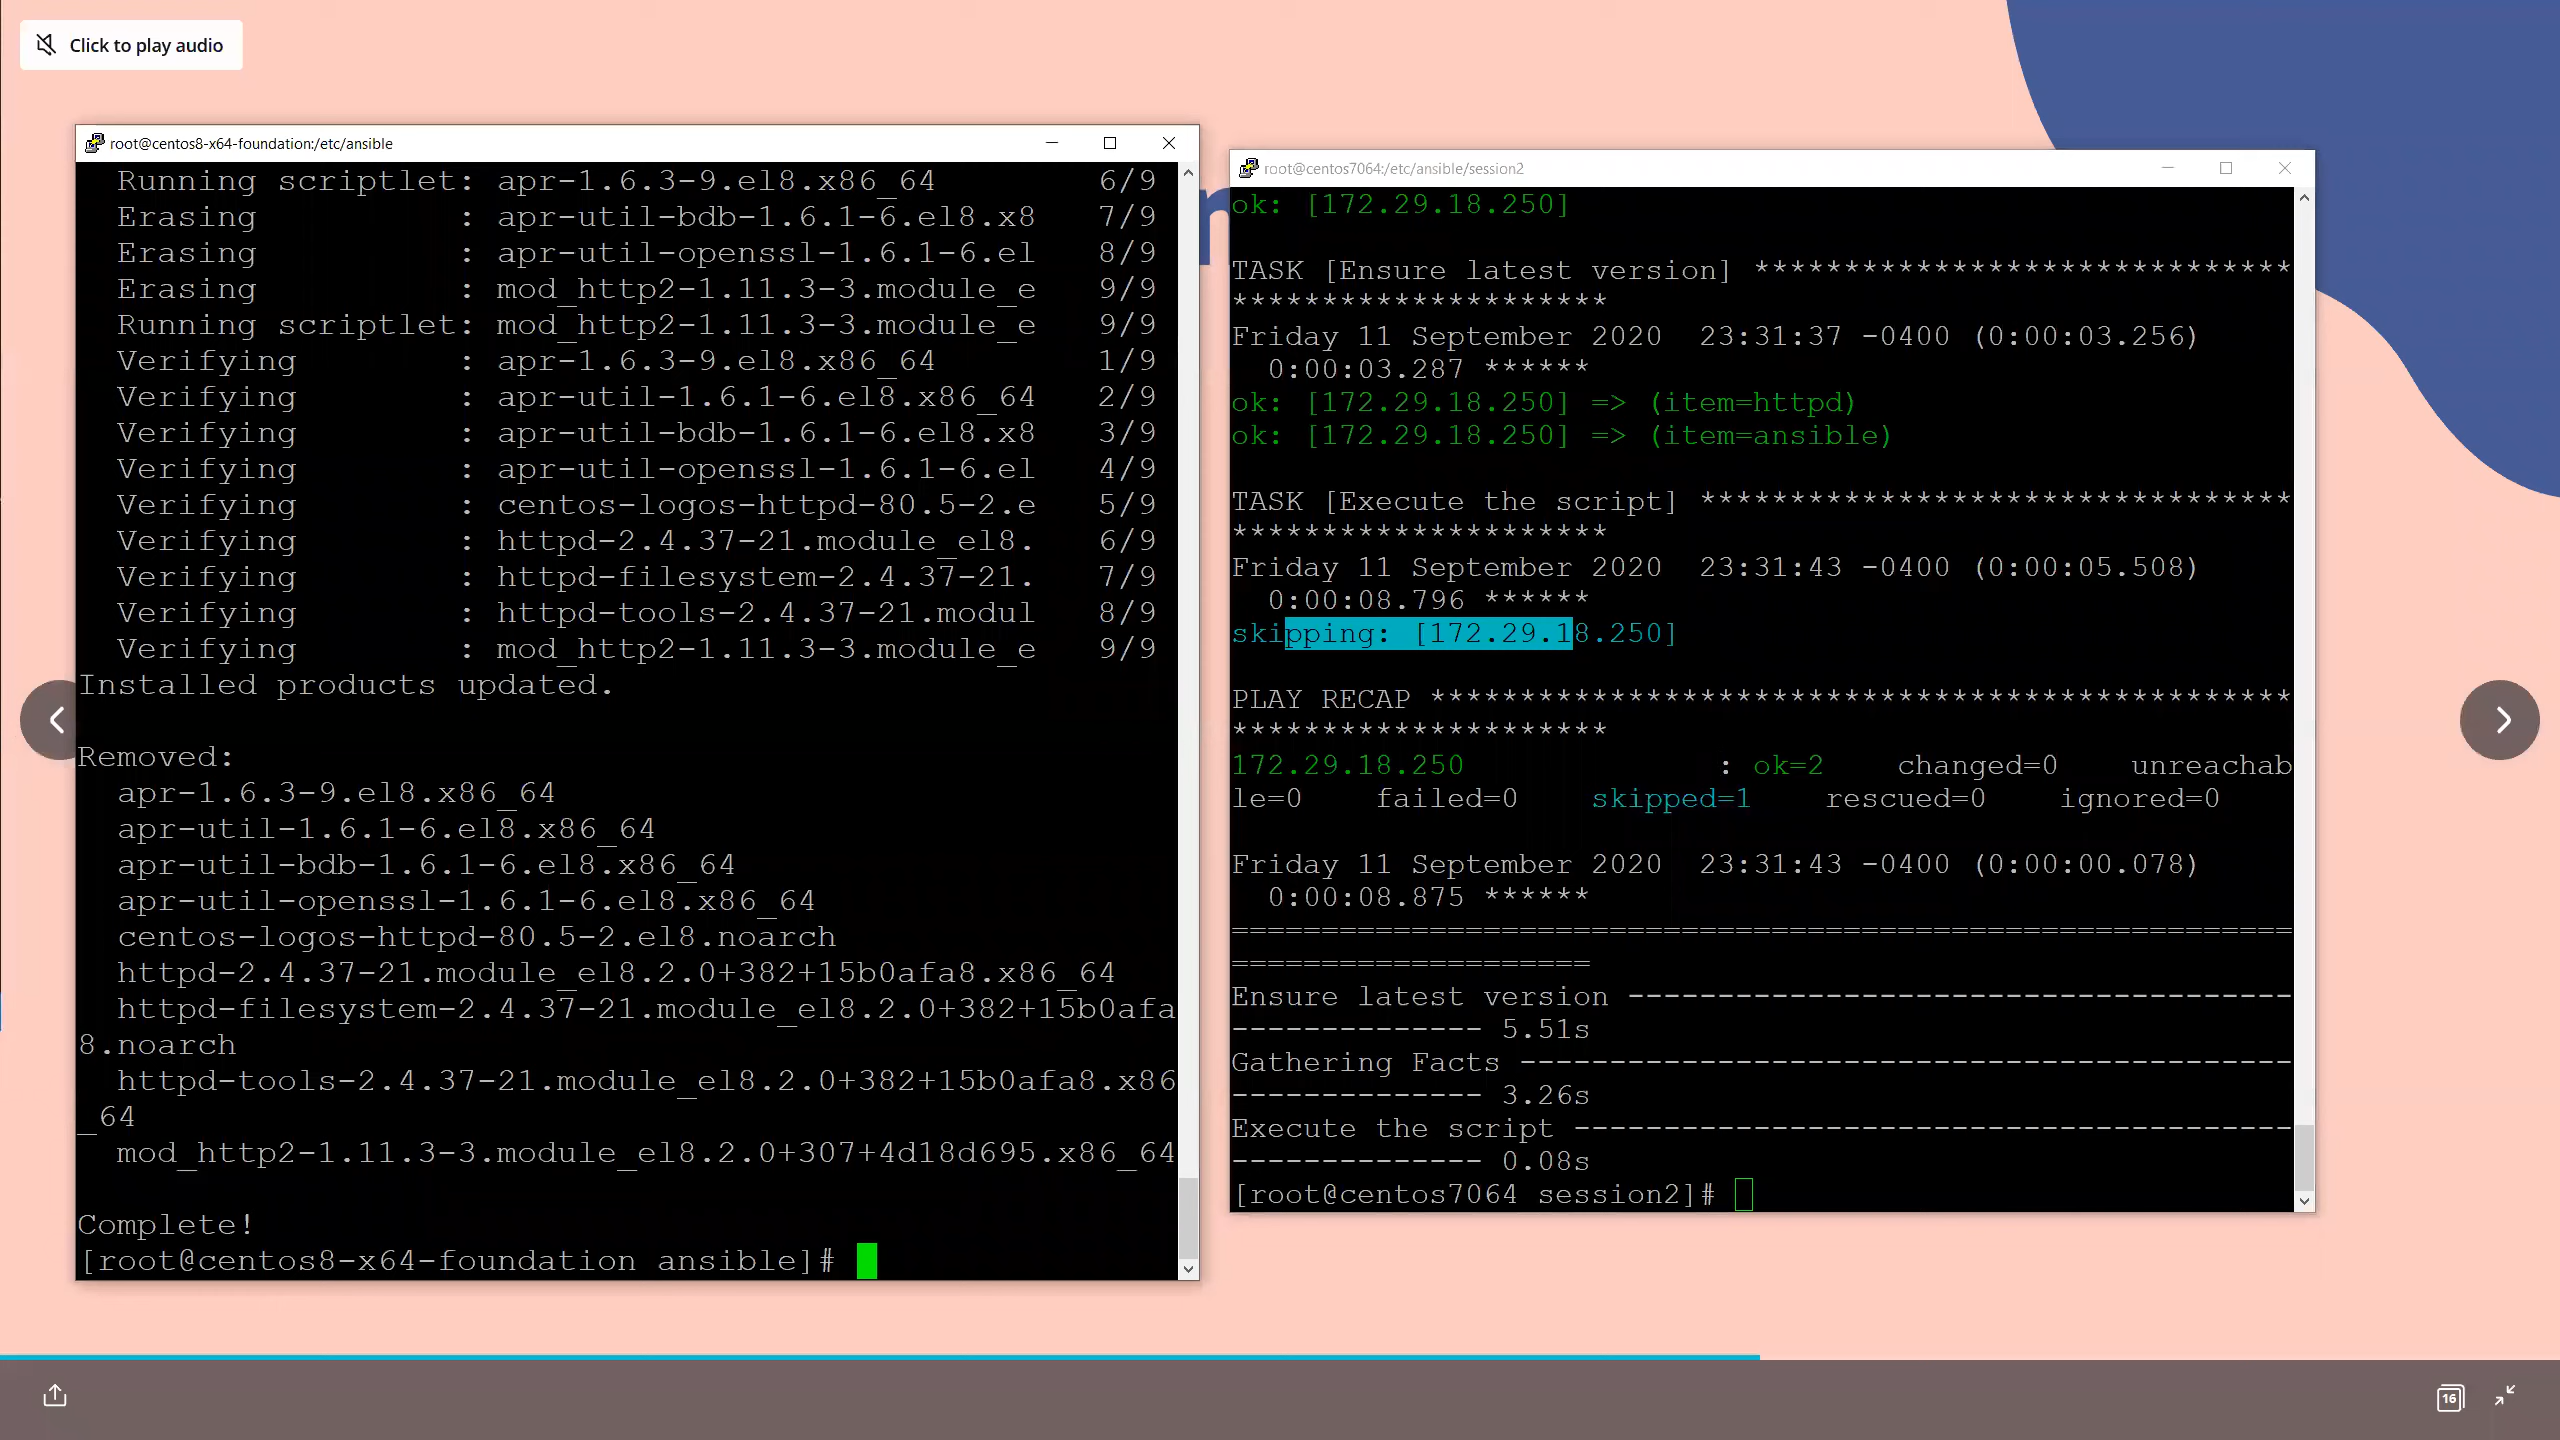 Click to play audio
root@centos8-x64-foundation:/etc/ansible
Running scriptlet: apr-1.6.3-9.el8.x86_64 6/9
Erasing : apr-util-bdb-1.6.1-6.el8.x8 7/9
Erasing : apr-util-openssl-1.6.1-6.el 8/9
Erasing : mod_http2-1.11.3-3.module_e 9/9
Running scriptlet: mod_http2-1.11.3-3.module_e 9/9
Verifying : apr-1.6.3-9.el8.x86_64 1/9
Verifying : apr-util-1.6.1-6.el8.x86_64 2/9
Verifying : apr-util-bdb-1.6.1-6.el8.x8 3/9
Verifying : apr-util-openssl-1.6.1-6.el 4/9
Verifying : centos-logos-httpd-80.5-2.e 5/9
Verifying : httpd-2.4.37-21.module_el8. 6/9
Verifying : httpd-filesystem-2.4.37-21. 7/9
Verifying : httpd-tools-2.4.37-21.modul 8/9
Verifying : mod_http2-1.11.3-3.module_e 9/9
Installed products updated.
Removed:
apr-1.6.3-9.el8.x86_64
apr-util-1.6.1-6.el8.x86_64
apr-util-bdb-1.6.1-6.el8.x86_64
apr-util-openssl-1.6.1-6.el8.x86_64
centos-logos-httpd-80.5-2.el8.noarch
httpd-2.4.37-21.module_el8.2.0+382+15b0afa8.x86_64
httpd-filesystem-2.4.37-21.module_el8.2.0+382+15b0afa
8.noarch
httpd-tools-2.4.37-21.module_el8.2.0+382+15b0afa8.x86
_64
mod_http2-1.11.3-3.module_el8.2.0+307+4d18d695.x86_64
Complete!
[root@centos8-x64-foundation ansible]#
root@centos7064:/etc/ansible/session2
ok: [172.29.18.250]
TASK [Ensure latest version] ******************************
*********************
Friday 11 September 2020  23:31:37 -0400 (0:00:03.256)
0:00:03.287 ******
ok: [172.29.18.250] => (item=httpd)
ok: [172.29.18.250] => (item=ansible)
TASK [Execute the script] *********************************
*********************
Friday 11 September 2020  23:31:43 -0400 (0:00:05.508)
0:00:08.796 ******
skipping: [172.29.18.250]
PLAY RECAP ************************************************
*********************
172.29.18.250 : ok=2 changed=0 unreachab
le=0 failed=0 skipped=1 rescued=0 ignored=0
Friday 11 September 2020  23:31:43 -0400 (0:00:00.078)
0:00:08.875 ******
===========================================================
====================
Ensure latest version -------------------------------------
-------------- 5.51s
Gathering Facts -------------------------------------------
-------------- 3.26s
Execute the script ----------------------------------------
-------------- 0.08s
[root@centos7064 session2]#
16